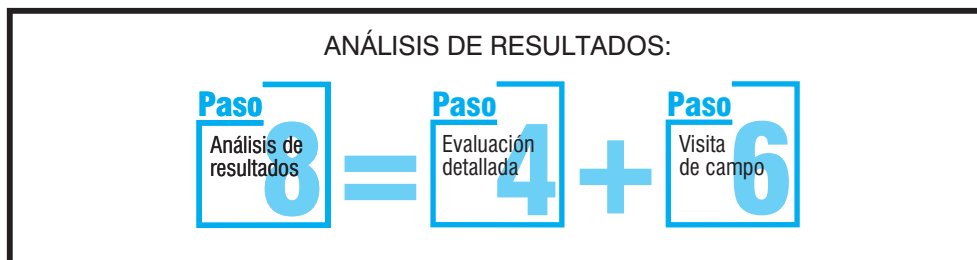 ANÁLISIS DE RESULTADOS:
Paso
8
Análisis de
resultados
=
Paso
4
Evaluación
detallada
+
Paso
6
Visita
de campo